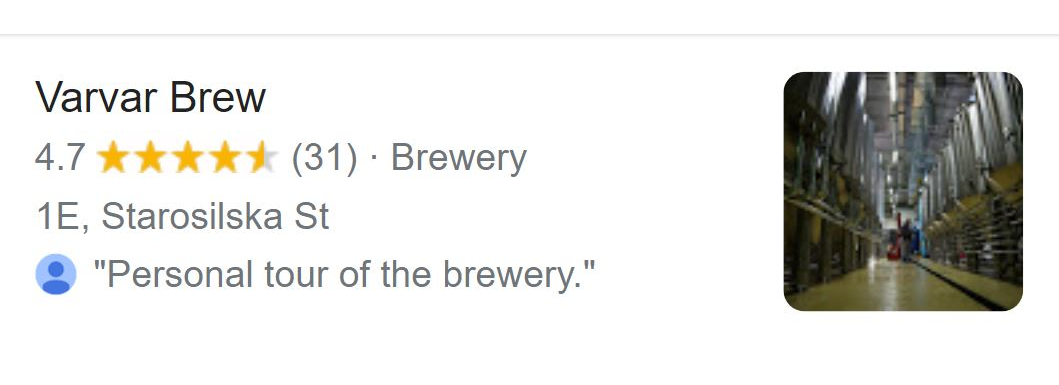 Varvar Brew
4.7 (31) · Brewery
1E, Starosilska St
"Personal tour of the brewery."